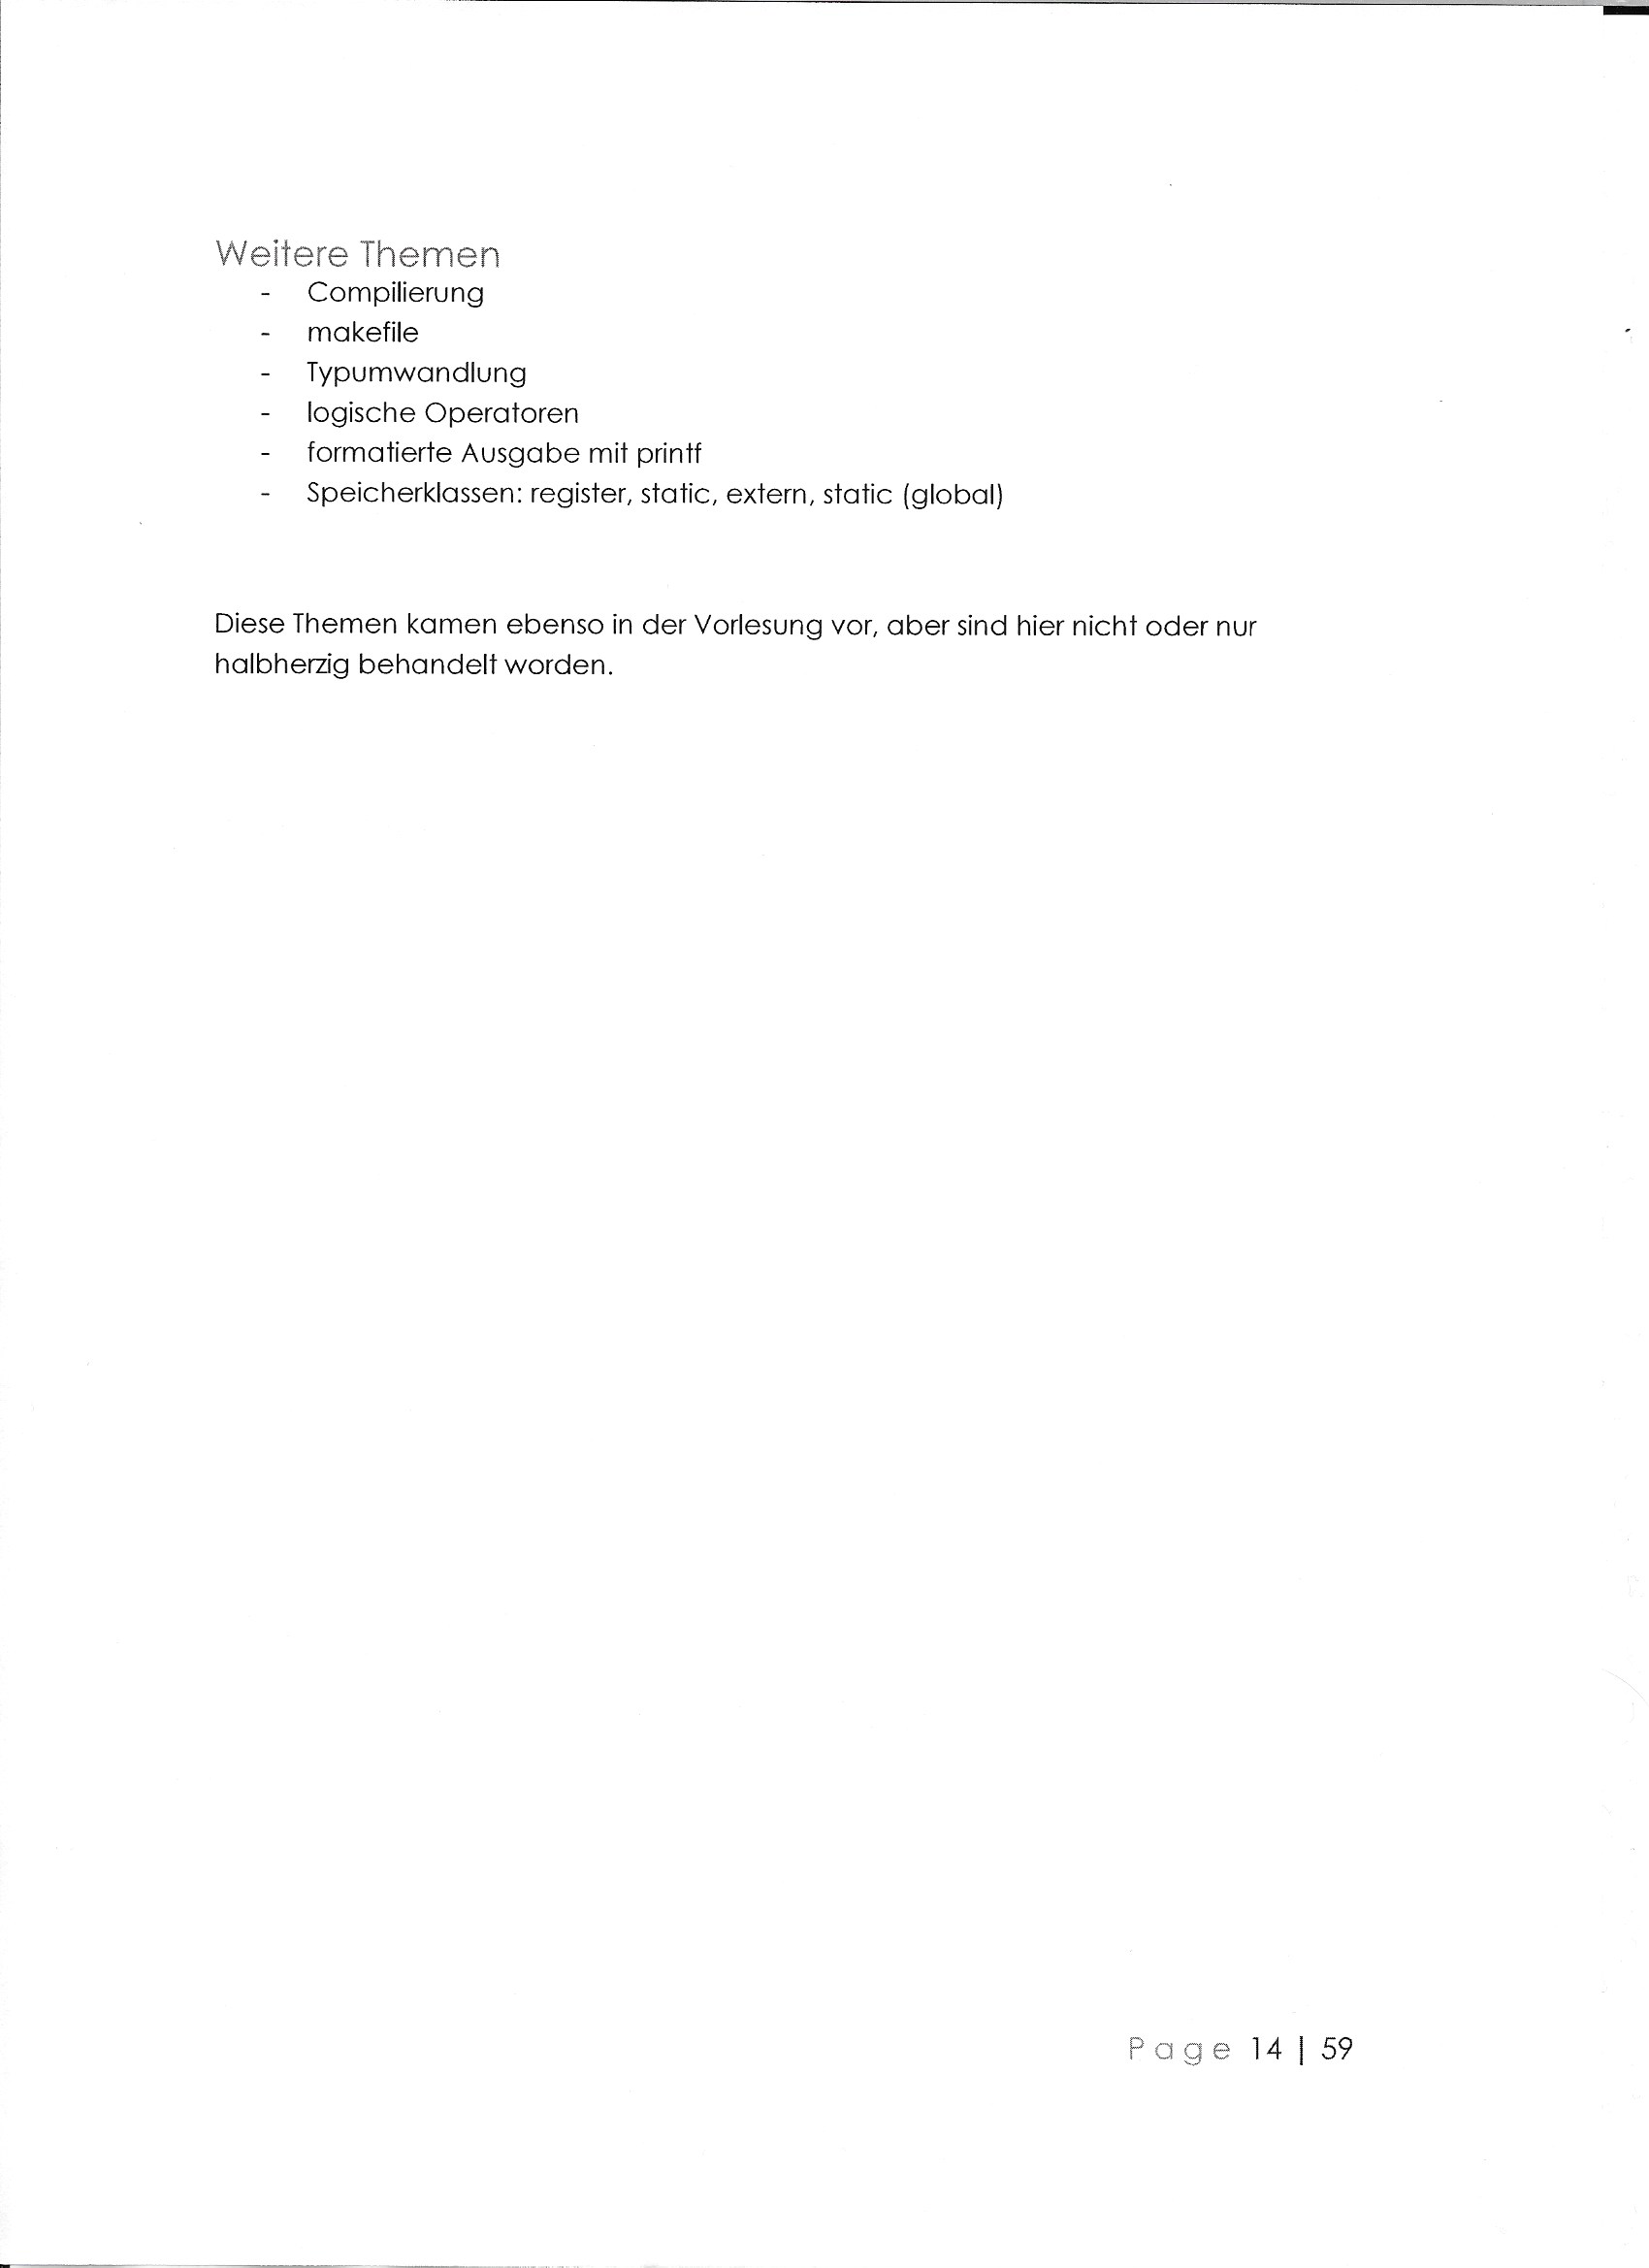 Weitere Themen
- Compilierung
- makefile
- Typumwandlung
- logische Operatoren
- formatierte Ausgabe mit printf
- Speicherklassen: register, static, extern, static (global)
Diese Themen kamen ebenso in der Vorlesung vor, aber sind hier nicht oder nur
halbherzig behandelt worden.
Page 14 | 59